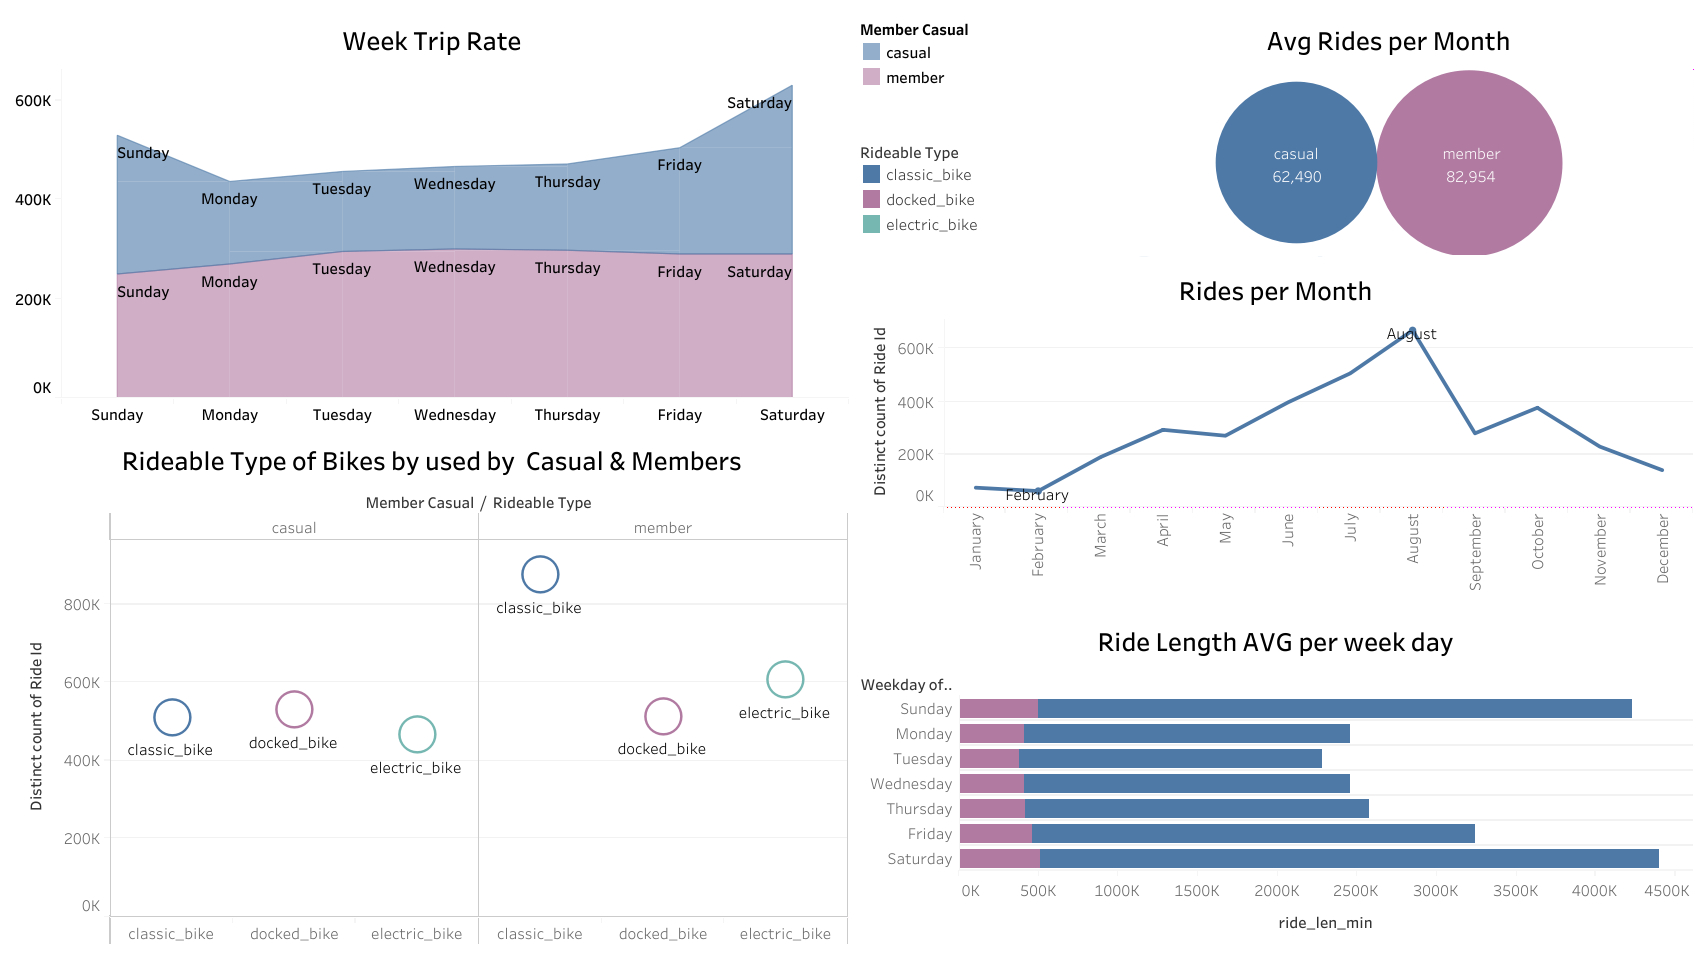 Week Trip Rate
600K
400K
200K
0K
Sunday
Monday
Tuesday
Wednesday
Thursday
Friday
Saturday
Sunday
Monday
Tuesday
Wednesday
Thursday
Friday
Saturday
Sunday
Monday
Tuesday
Wednesday
Thursday
Friday
Saturday
Member Casual
casual
member
Rideable Type
classic_bike
docked_bike
electric_bike
Avg Rides per Month
casual
62,490
member
82,954
Rides per Month
Distinct count of Ride Id
600K
400K
200K
0K
August
February
January
February
March
April
May
June
July
August
September
October
November
December
Rideable Type of Bikes by used by Casual & Members
Member Casual / Rideable Type
casual
member
Distinct count of Ride Id
800K
600K
400K
200K
0K
classic_bike
docked_bike
electric_bike
classic_bike
docked_bike
electric_bike
classic_bike
docked_bike
electric_bike
classic_bike
docked_bike
electric_bike
Ride Length AVG per week day
Weekday of..
Sunday
Monday
Tuesday
Wednesday
Thursday
Friday
Saturday
0K
500K
1000K
1500K
2000K
2500K
3000K
3500K
4000K
4500K
ride_len_min